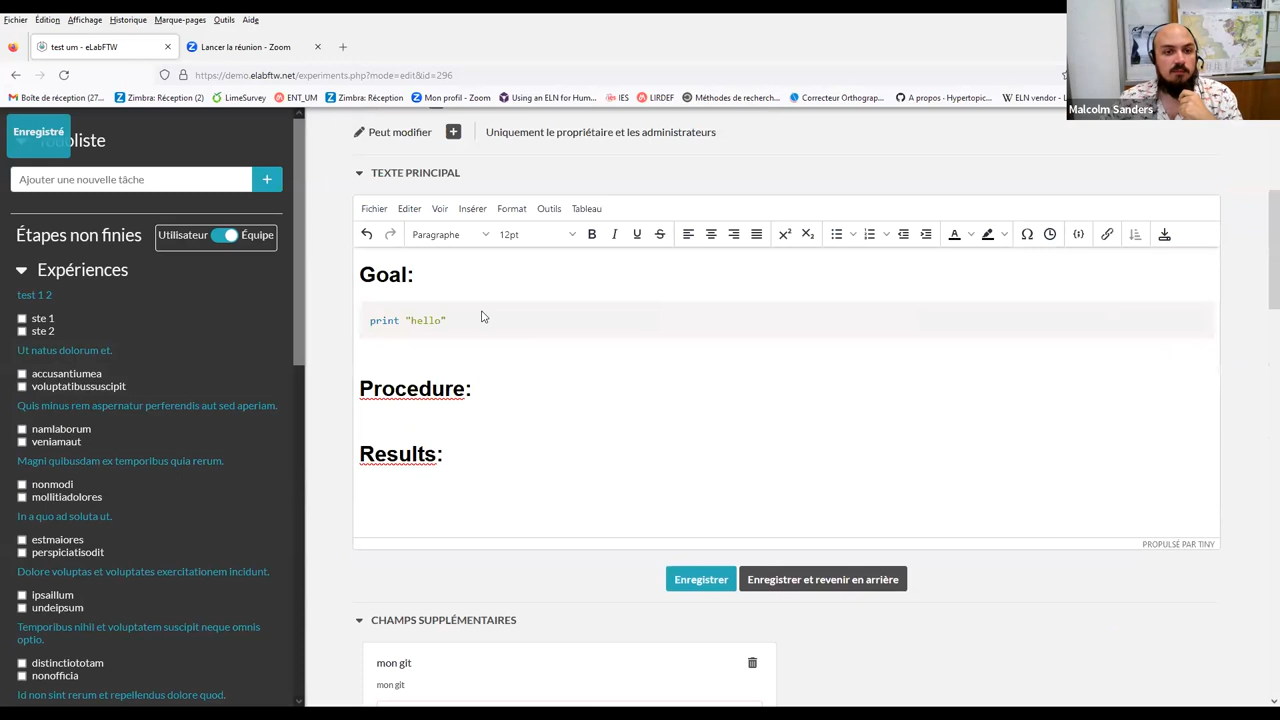 Fichier Édition Affichage Historique Marque-pages Outils Aide
test um - eLabFTW
Lancer la réunion - Zoom
https://demo.elabftw.net/experiments.php?mode=edit&id=296
Boîte de réception (27...
Zimbra: Réception (2)
LimeSurvey
ENT_UM
Zimbra: Réception
Mon profil - Zoom
Using an ELN for Hum...
IES
LIRDEF
Méthodes de recherch...
Correcteur Orthograp...
A propos · Hypertopic...
WELN vendor - U
Malcolm Sanders
Enregistré
Ajouter une nouvelle tâche
Étapes non finies
Utilisateur Équipe
Expériences
test 1 2
ste 1
ste 2
Ut natus dolorum et.
accusantiumea
voluptatibussuscipit
Quis minus rem aspernatur perferendis aut sed aperiam.
namlaborum
veniamaut
Magni quibusdam ex temporibus quia rerum.
nonmodi
mollitiadolores
In a quo ad soluta ut.
estmaiores
perspiciatisodit
Dolore voluptas et voluptates exercitationem incidunt.
ipsaillum
undeipsum
Temporibus nihil et voluptatem suscipit neque omnis
optio.
distinctiototam
nonofficia
Id non sint rerum et repellendus dolore quod.
Peut modifier
Uniquement le propriétaire et les administrateurs
TEXTE PRINCIPAL
Fichier Editer Voir Insérer Format Outils Tableau
Paragraphe 12pt B I U S
Goal:
print "hello"
Procedure:
Results:
PROPULSÉ PAR TINY
Enregistrer
Enregistrer et revenir en arrière
CHAMPS SUPPLÉMENTAIRES
mon git
mon git